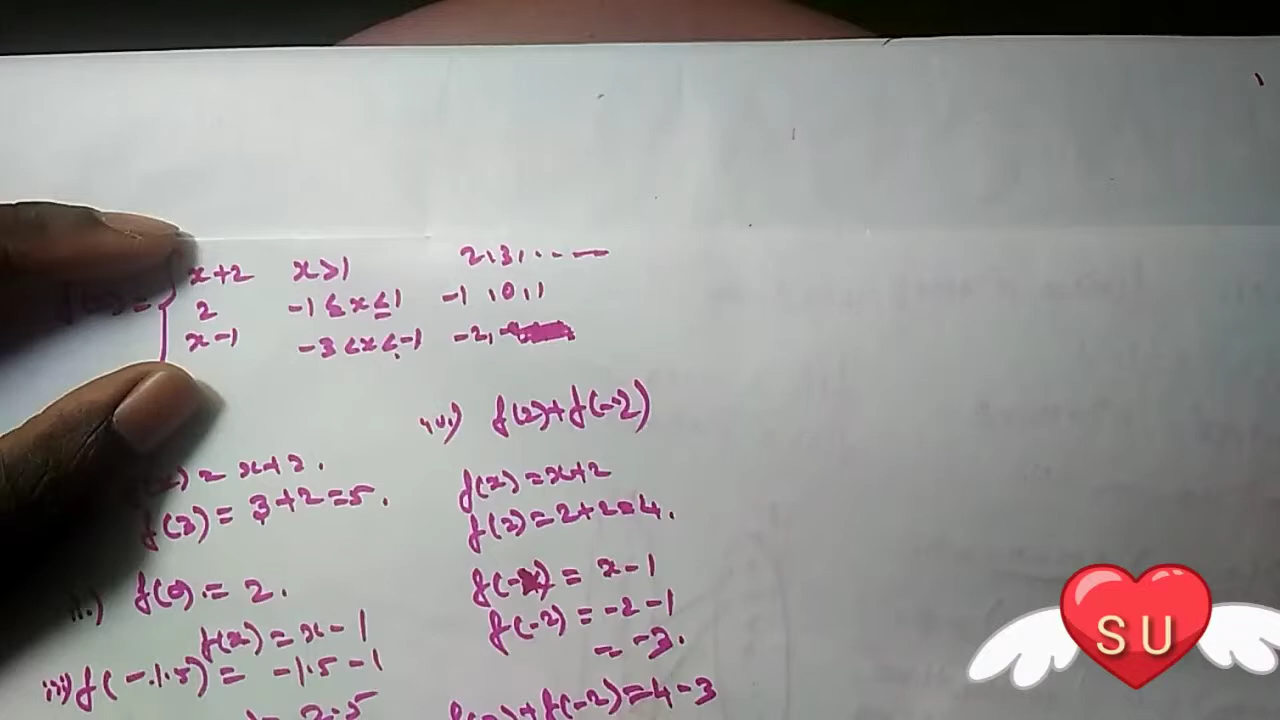 x+2 x>1 2,3,...
f(x)= 2 -1≤x≤1 -1,0,1
x-1 -3<x<-1 -2,
iv.) f(2)+f(-2)
(x) = x+2.
f(3) = 3+2=5.
ii.) f(0) = 2.
f(x) = x-1
iii) f(-1.5) = -1.5-1
= 2.5
f(x) = x+2
f(2) = 2+2=4.
f(-x) = x-1
f(-2) = -2-1
= -3.
f(2)+f(-2)=4-3
SU